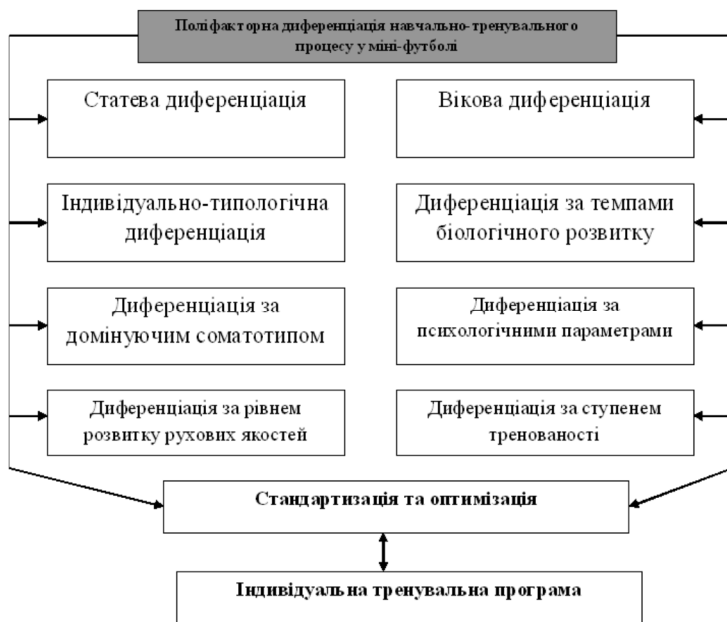 Поліфакторна диференціація навчально-тренувального
процесу у міні-футболі
Статева диференціація
Вікова диференціація
Індивідуально-типологічна
диференціація
Диференціація за темпами
біологічного розвитку
Диференціація за
домінуючим соматотипом
Диференціація за
психологічними параметрами
Диференціація за рівнем
розвитку рухових якостей
Диференціація за ступенем
тренованості
Стандартизація та оптимізація
Індивідуальна тренувальна програма